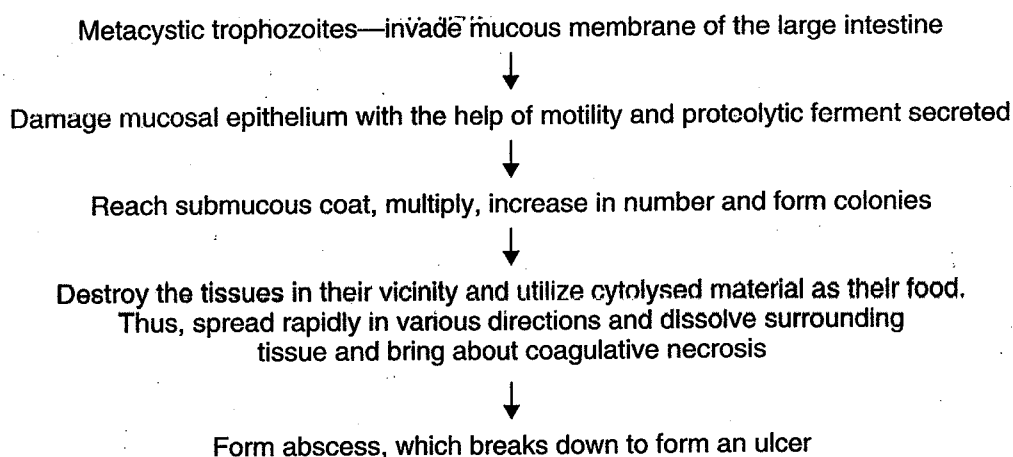 Metacystic trophozoites—invade mucous membrane of the large intestine
Damage mucosal epithelium with the help of motility and proteolytic ferment secreted
Reach submucous coat, multiply, increase in number and form colonies
Destroy the tissues in their vicinity and utilize cytolysed material as their food.
Thus, spread rapidly in various directions and dissolve surrounding
tissue and bring about coagulative necrosis
Form abscess, which breaks down to form an ulcer